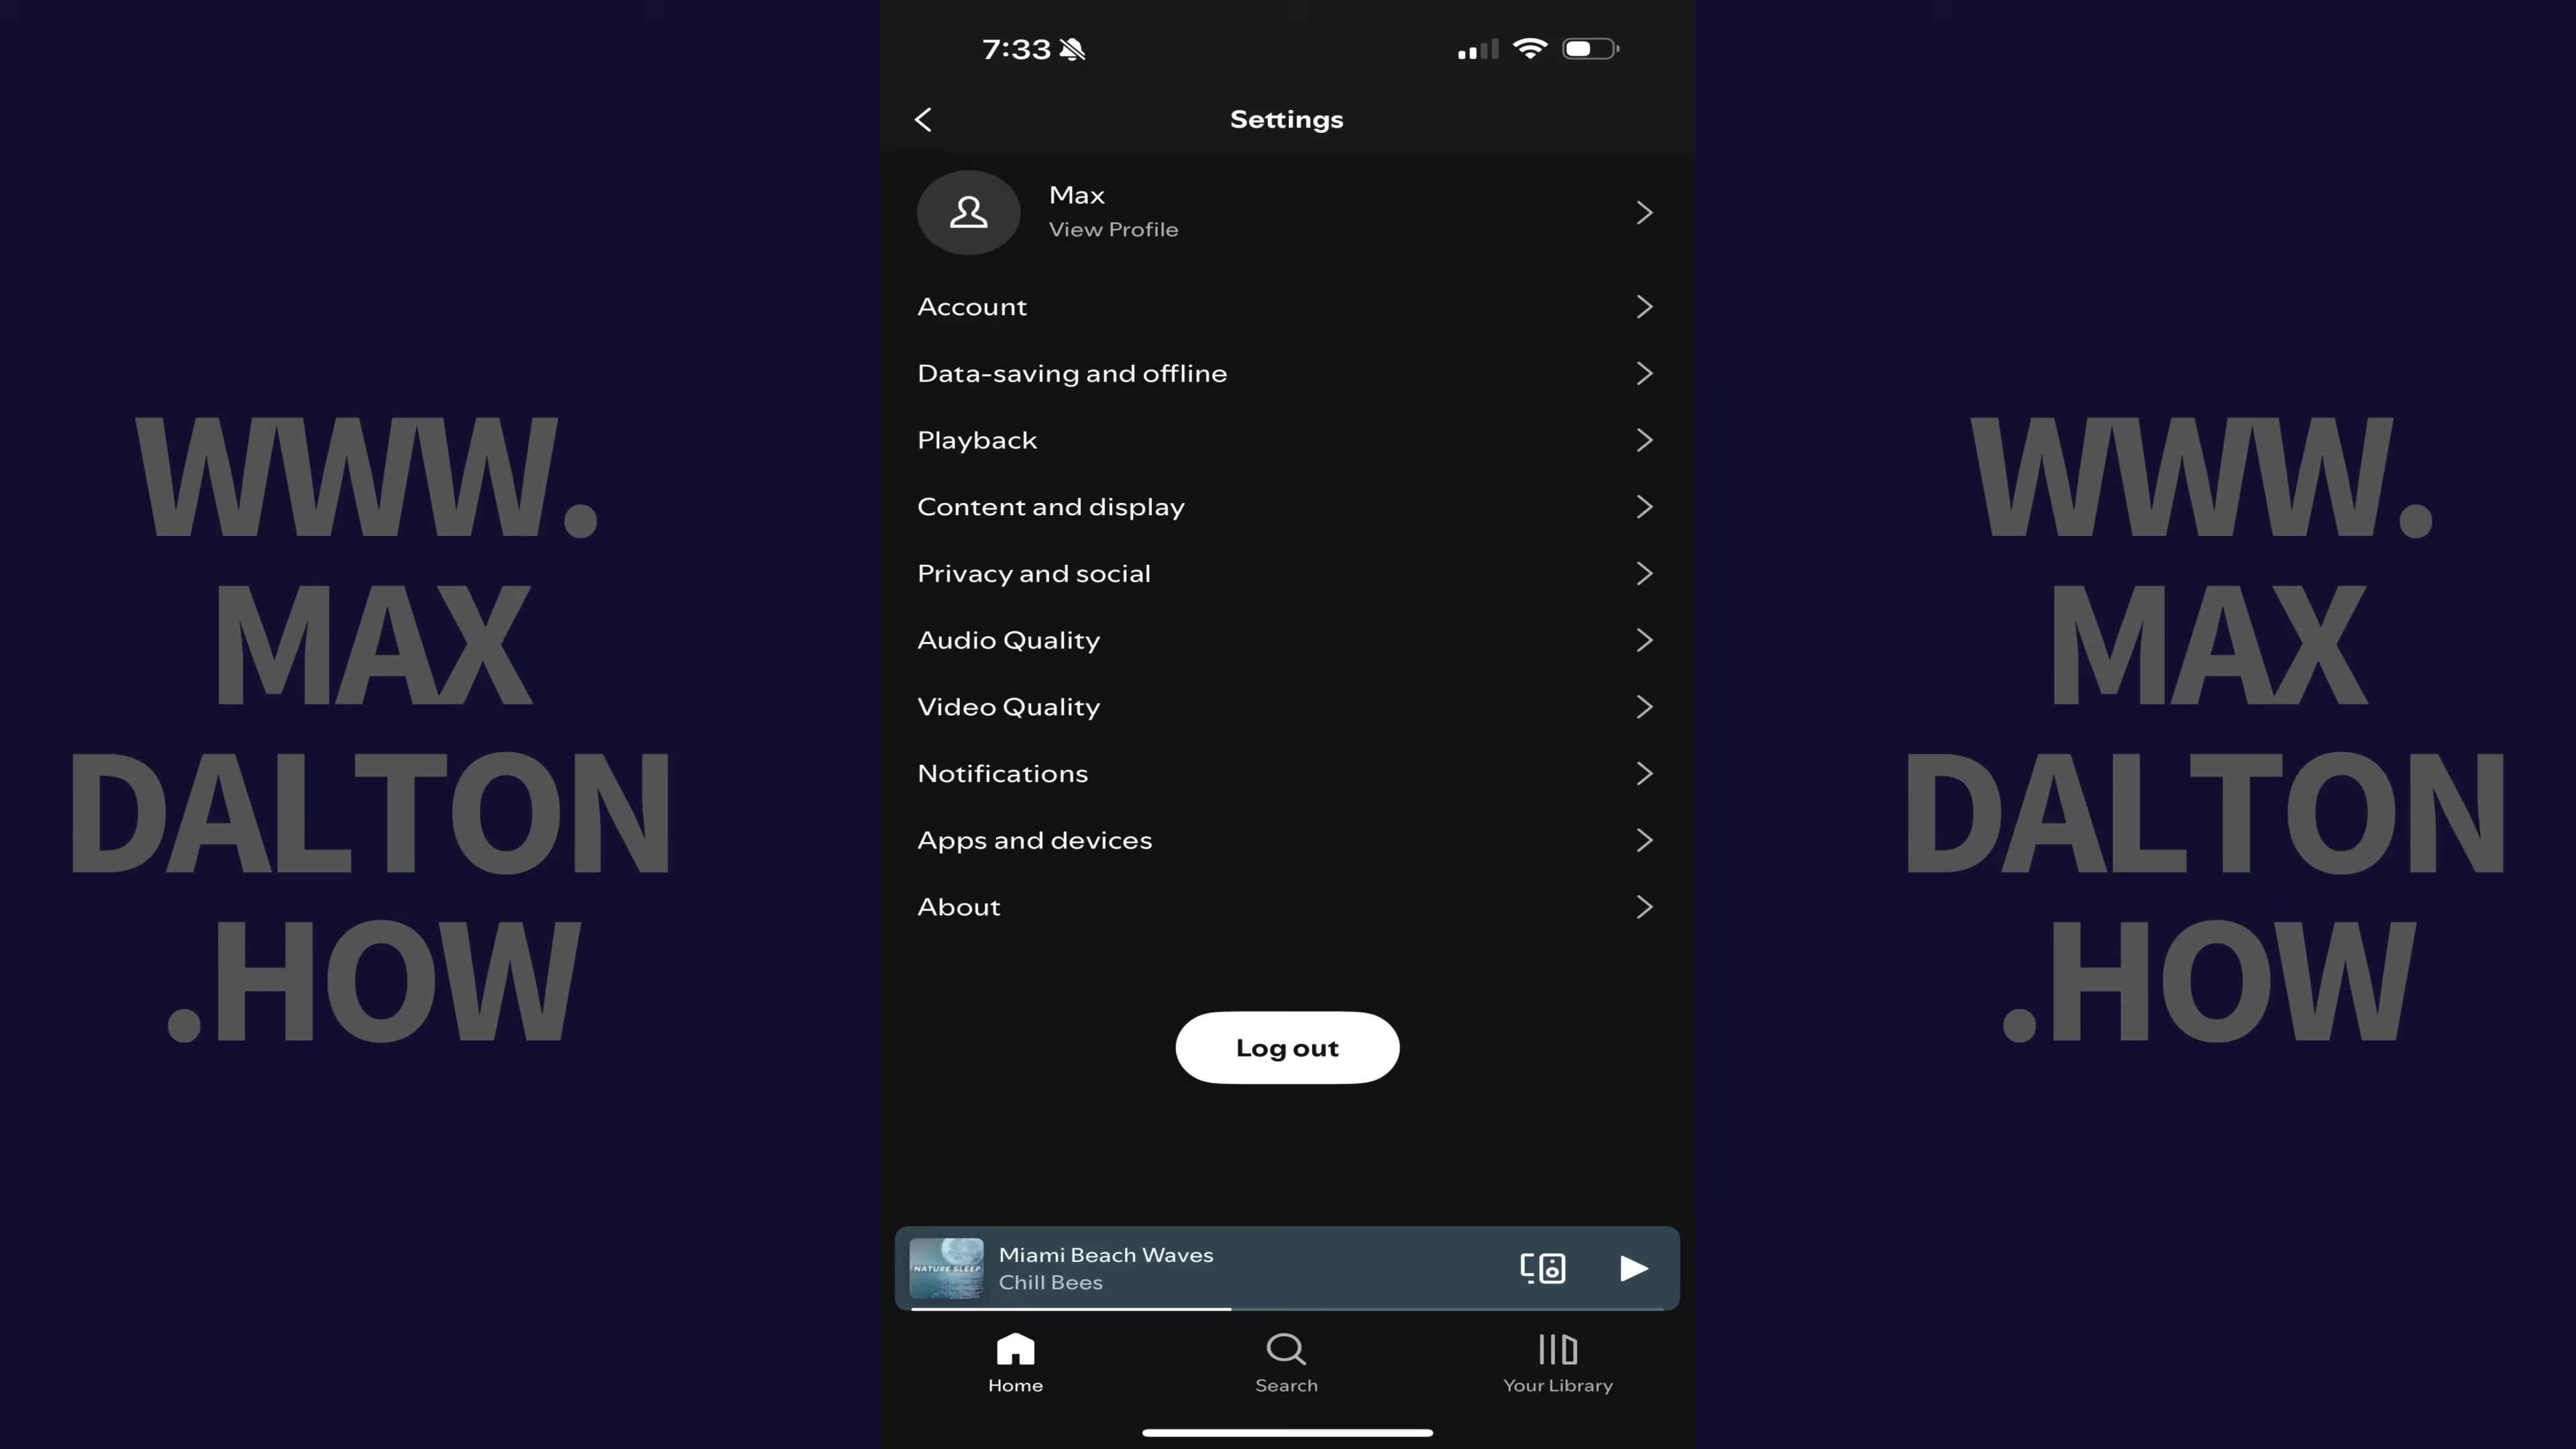 WWW.
MAX
DALTON
.HOW
7:33
Settings
Max
View Profile
Account
Data-saving and offline
Playback
Content and display
Privacy and social
Audio Quality
Video Quality
Notifications
Apps and devices
About
Log out
NATURE SLEEP
Miami Beach Waves
Chill Bees
Home
Search
Your Library
WWW.
MAX
DALTON
.HOW